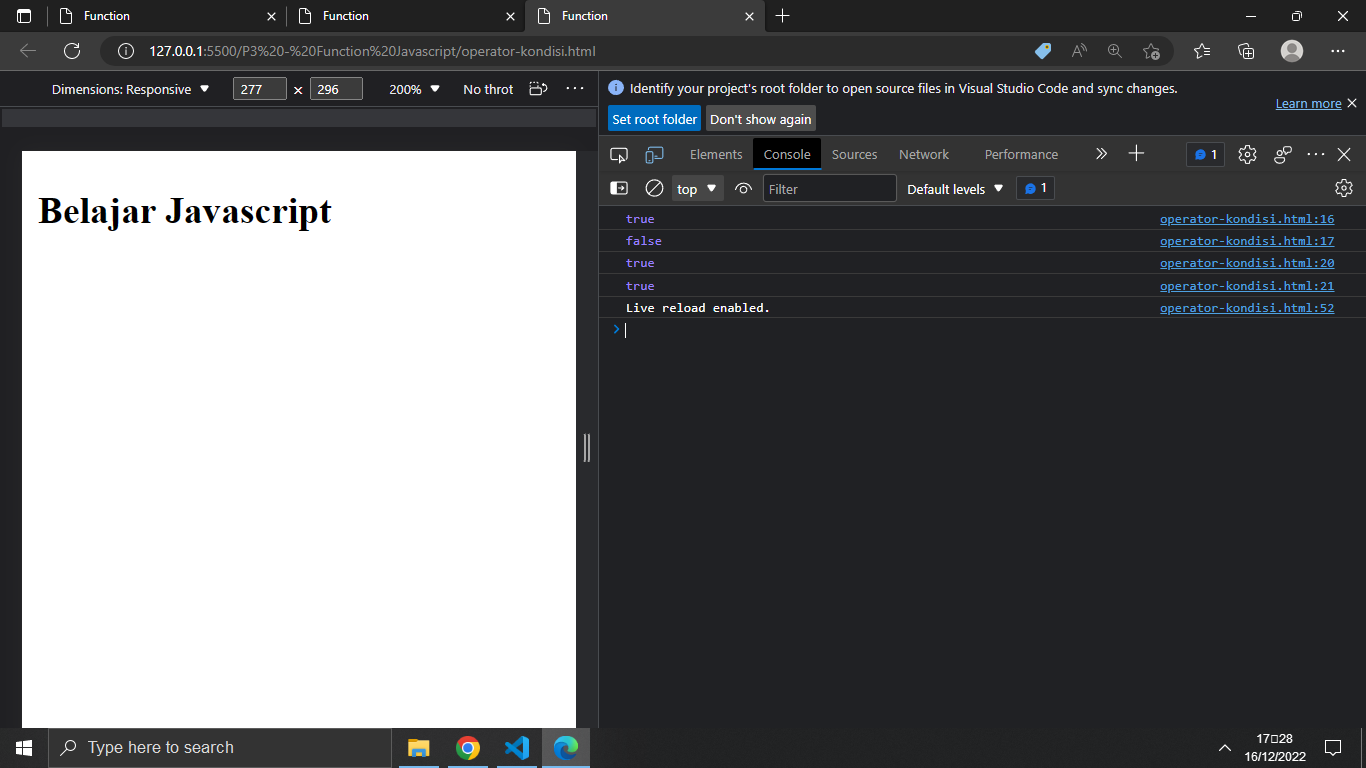 Function
Function
Function
127.0.0.1:5500/P3%20-%20Function%20Javascript/operator-kondisi.html
Dimensions: Responsive 277 x 296 200% No throt
Identify your project's root folder to open source files in Visual Studio Code and sync changes.
Learn more
Set root folder Don't show again
Elements Console Sources Network Performance 1
top Filter Default levels 1
Belajar Javascript
true operator-kondisi.html:16
false operator-kondisi.html:17
true operator-kondisi.html:20
true operator-kondisi.html:21
Live reload enabled. operator-kondisi.html:52
Type here to search
17▯28
16/12/2022